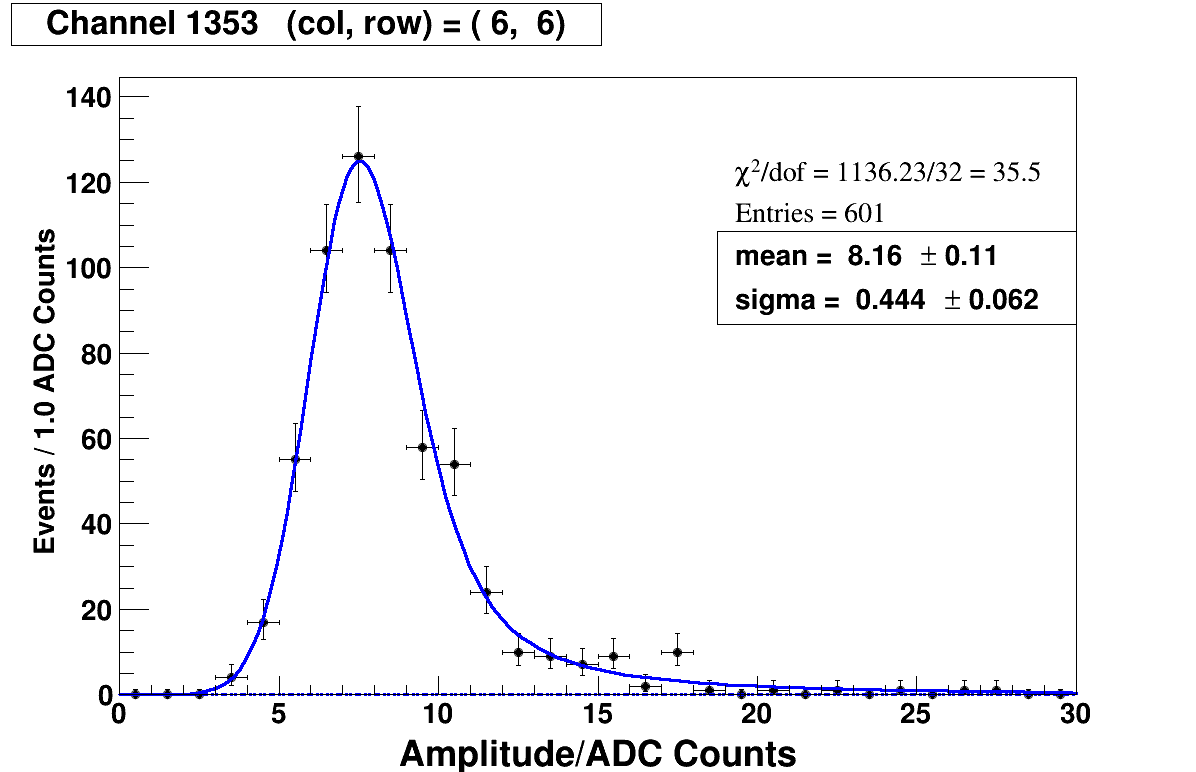 Channel 1353 (col, row) = ( 6, 6)
140
120
100
80
60
40
20
0
Events / 1.0 ADC Counts
χ²/dof = 1136.23/32 = 35.5
Entries = 601
mean = 8.16 ± 0.11
sigma = 0.444 ± 0.062
0 5 10 15 20 25 30
Amplitude/ADC Counts